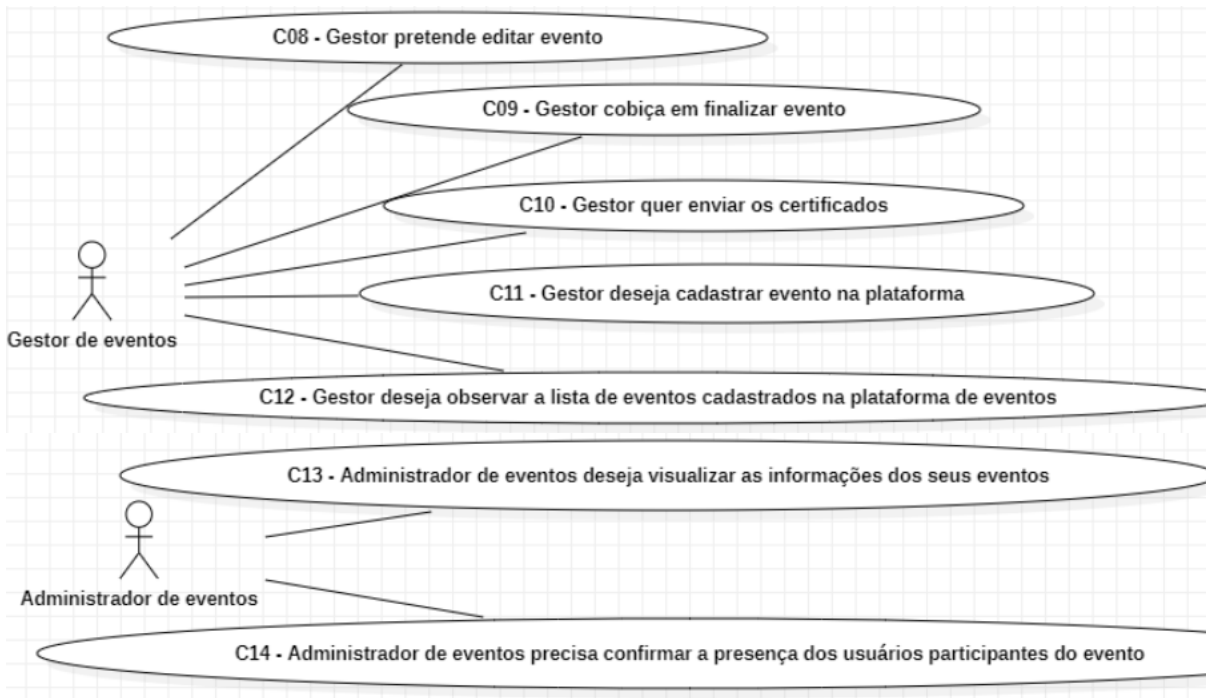 C08 - Gestor pretende editar evento
C09 - Gestor cobiça em finalizar evento
C10 - Gestor quer enviar os certificados
C11 - Gestor deseja cadastrar evento na plataforma
Gestor de eventos
C12 - Gestor deseja observar a lista de eventos cadastrados na plataforma de eventos
C13 - Administrador de eventos deseja visualizar as informações dos seus eventos
Administrador de eventos
C14 - Administrador de eventos precisa confirmar a presença dos usuários participantes do evento